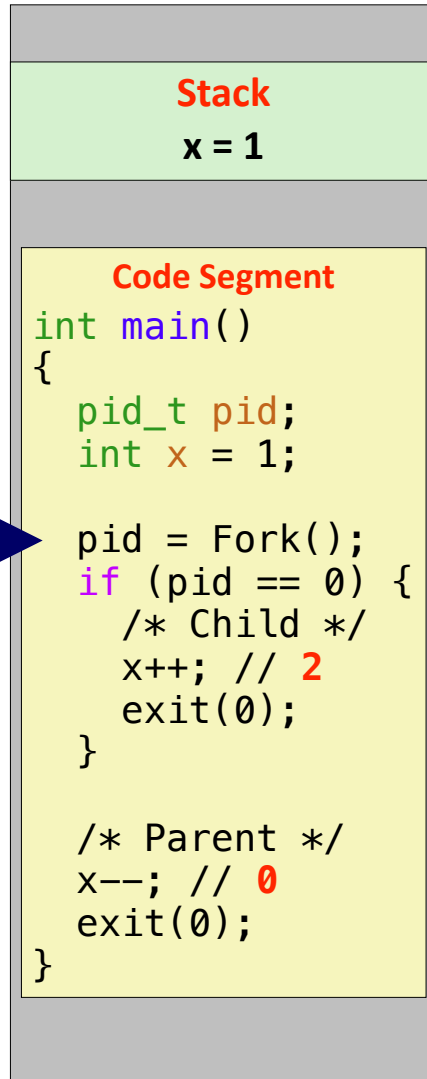 Stack
x = 1
Code Segment
int main()
{
  pid_t pid;
  int x = 1;

  pid = Fork();
  if (pid == 0) {
    /* Child */
    x++; // 2
    exit(0);
  }

  /* Parent */
  x--; // 0
  exit(0);
}